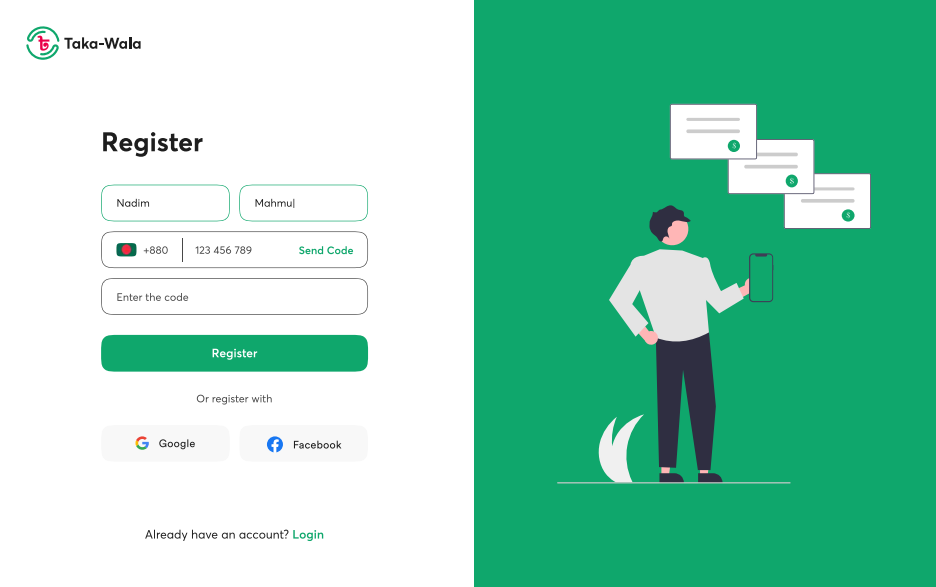 Taka-Wala
Register
Nadim
Mahmu
+880 123 456 789 Send Code
Enter the code
Register
Or register with
Google
Facebook
Already have an account? Login
$
$
$